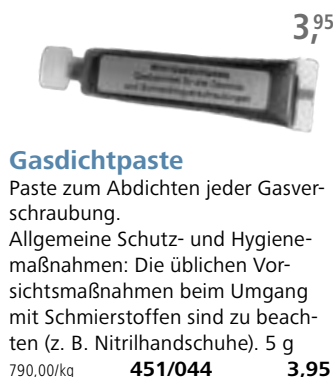 3,95
Gasdichtpaste
Paste zum Abdichten jeder Gasver-
schraubung.
Allgemeine Schutz- und Hygiene-
maßnahmen: Die üblichen Vor-
sichtsmaßnahmen beim Umgang
mit Schmierstoffen sind zu beach-
ten (z. B. Nitrilhandschuhe). 5 g
790,00/kg 451/044 3,95